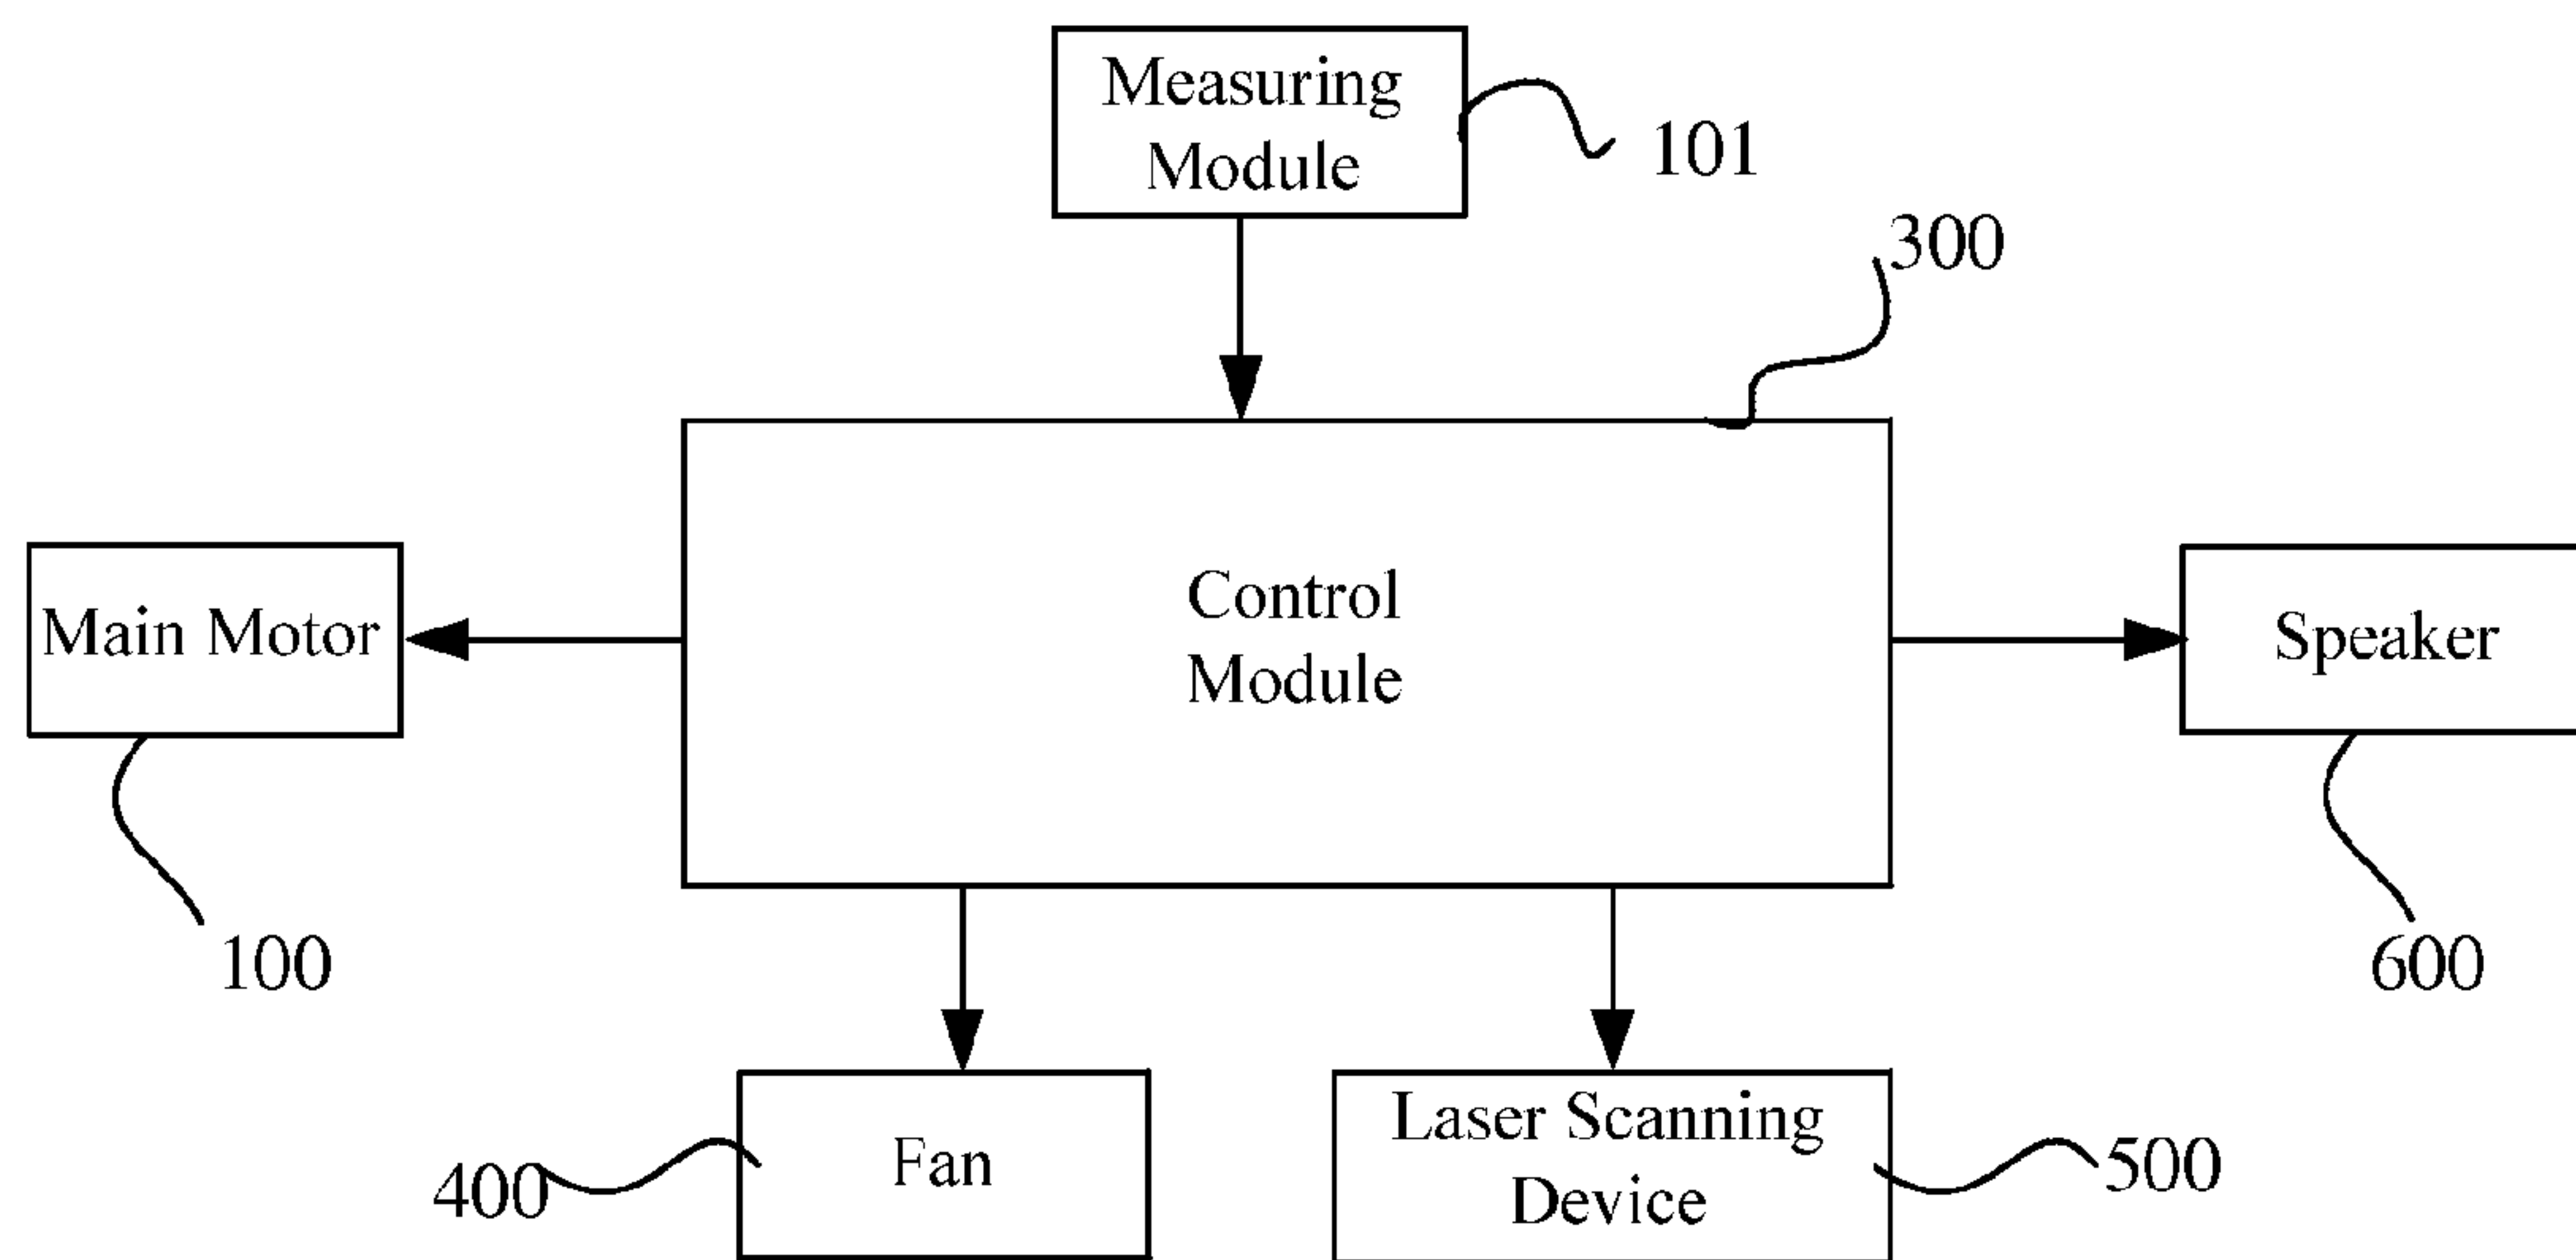 Measuring
Module
101
300
Control
Module
Main Motor
Speaker
100
600
Fan
400
Laser Scanning
Device
500